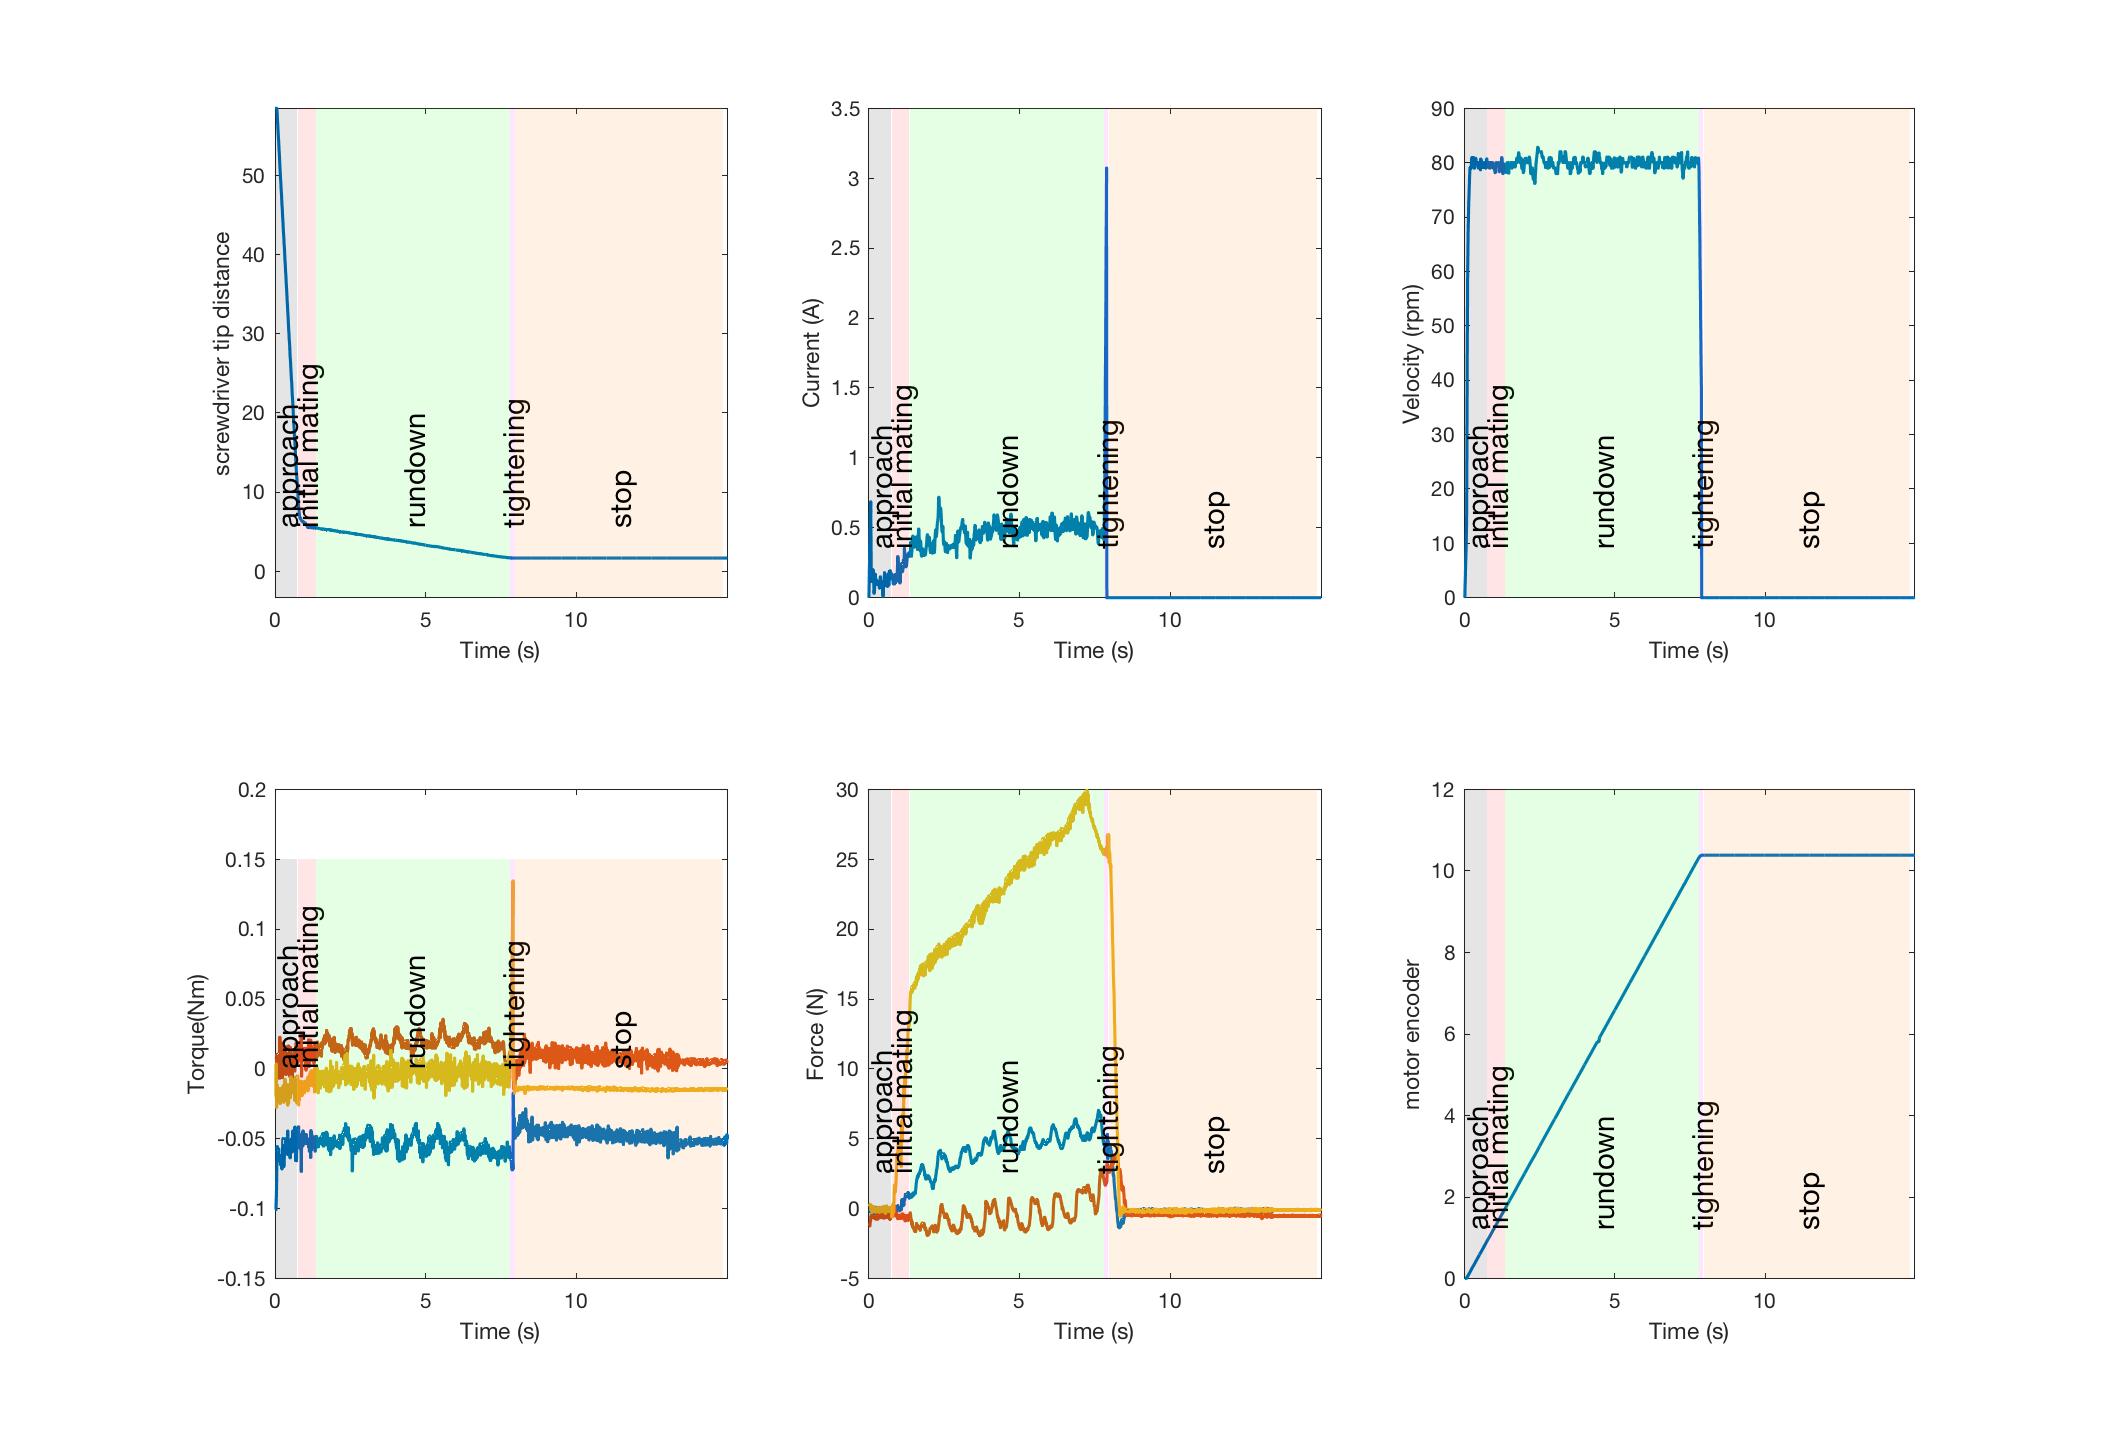 screwdriver tip distance
50
40
30
20
10
0
approach
initial mating
rundown
tightening
stop
0 5 10
Time (s)
Current (A)
3.5
3
2.5
2
1.5
1
0.5
0
approach
initial mating
rundown
tightening
stop
0 5 10
Time (s)
Velocity (rpm)
90
80
70
60
50
40
30
20
10
0
approach
initial mating
rundown
tightening
stop
0 5 10
Time (s)
Torque(Nm)
0.2
0.15
0.1
0.05
0
-0.05
-0.1
-0.15
approach
initial mating
rundown
tightening
stop
0 5 10
Time (s)
Force (N)
30
25
20
15
10
5
0
-5
approach
initial mating
rundown
tightening
stop
0 5 10
Time (s)
motor encoder
12
10
8
6
4
2
0
approach
initial mating
rundown
tightening
stop
0 5 10
Time (s)